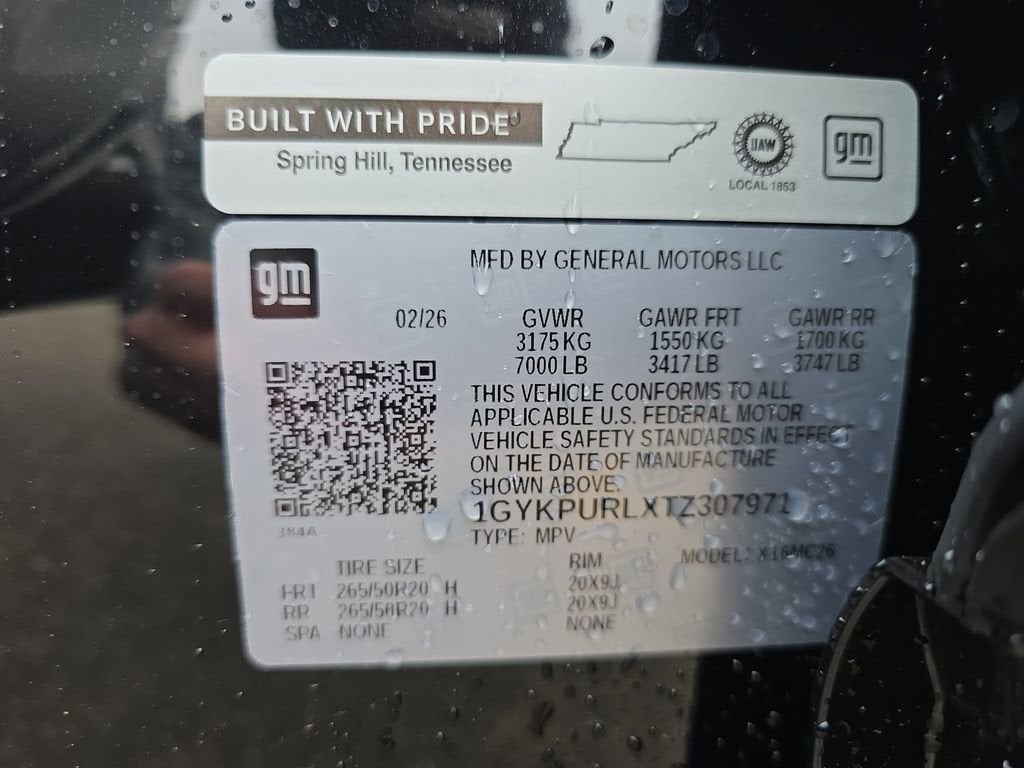 BUILT WITH PRIDE
Spring Hill, Tennessee
UAW
LOCAL 1853
gm
gm
MFD BY GENERAL MOTORS LLC
02/26 GVWR GAWR FRT GAWR RR
3175 KG 1550 KG 1700 KG
7000 LB 3417 LB 3747 LB
THIS VEHICLE CONFORMS TO ALL
APPLICABLE U.S. FEDERAL MOTOR
VEHICLE SAFETY STANDARDS IN EFFECT
ON THE DATE OF MANUFACTURE
SHOWN ABOVE.
1GYKPURLXTZ307971
TYPE: MPV
MODEL: X16MC26
384A
TIRE SIZE RIM
FRT 265/50R20 H 20X9J
RR 265/50R20 H 20X9J
SPA NONE NONE